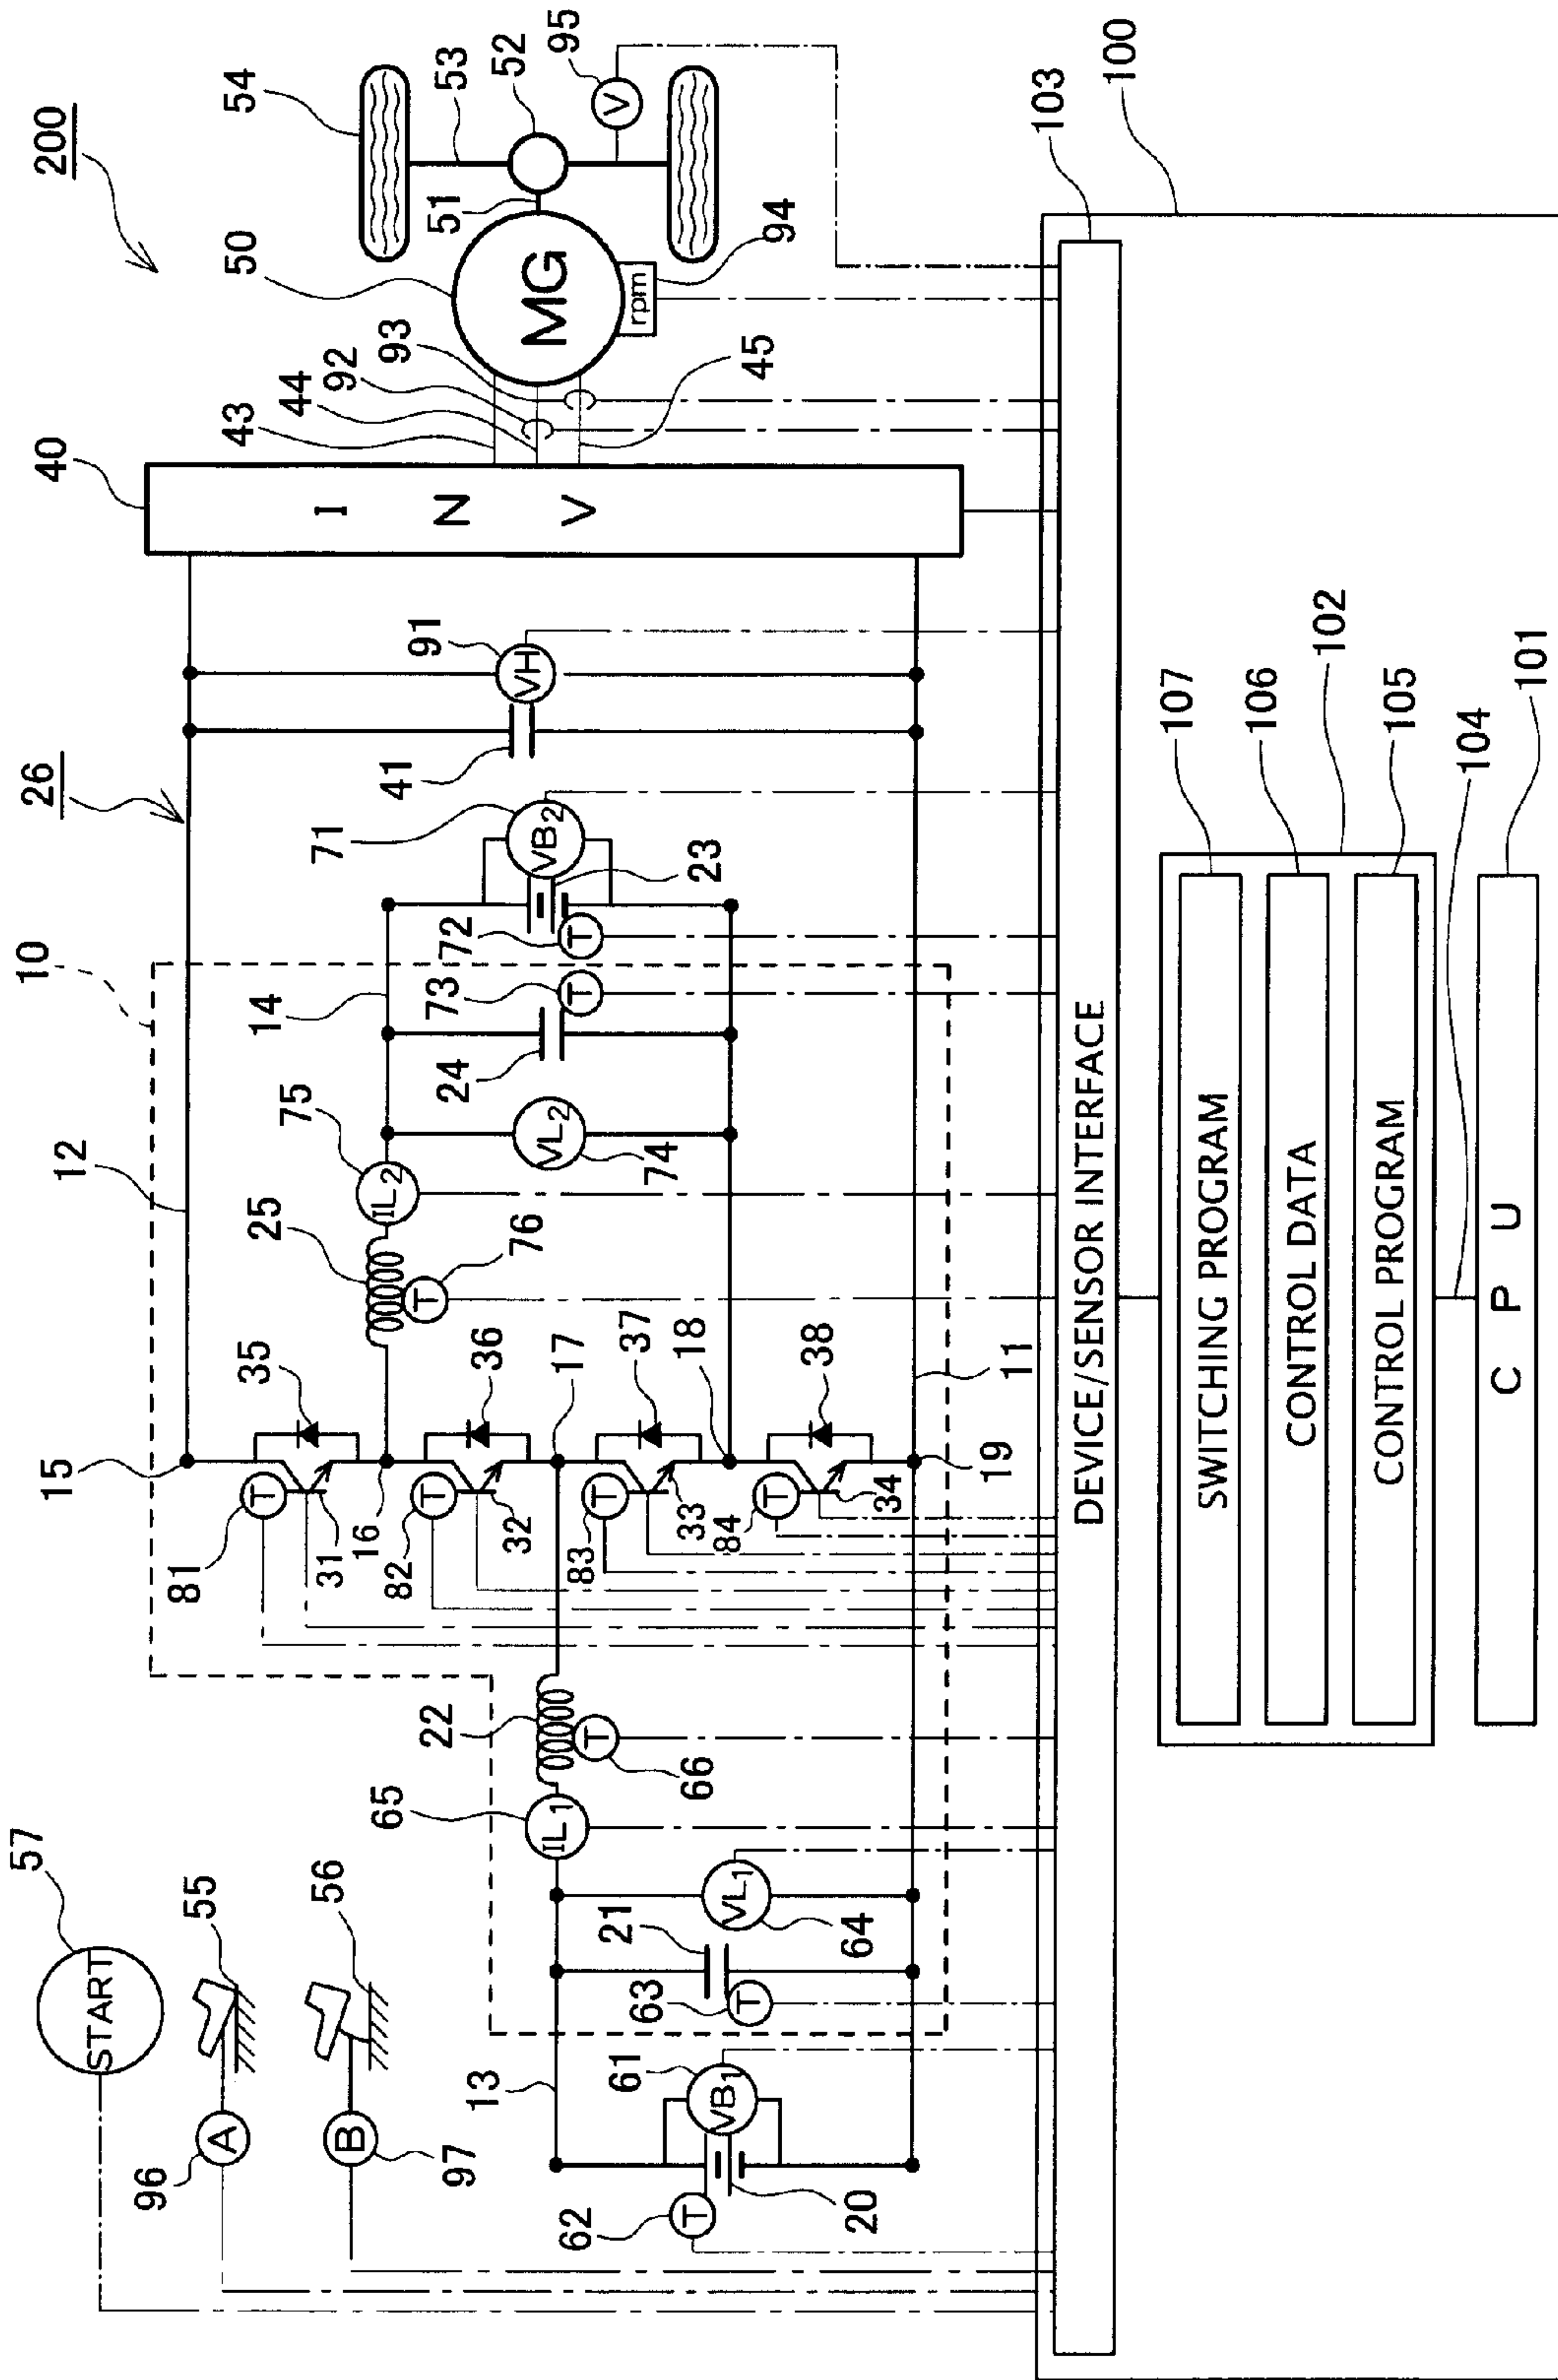 200
57
START
96
A
55
97
B
56
13
62
T
61
VB1
20
63
T
21
VL1
64
65
IL1
22
T
66
10
12
26
15
81
T
31
35
16
82
T
32
36
17
83
T
33
37
18
84
T
34
38
19
11
25
T
76
75
IL2
VL2
74
14
24
73
T
72
T
71
VB2
23
41
91
VH
40
I N V
43
44
92
93
45
50
MG
rpm
94
51
52
53
54
95
V
103
100
DEVICE/SENSOR INTERFACE
SWITCHING PROGRAM
107
CONTROL DATA
106
CONTROL PROGRAM
105
102
104
C P U
101